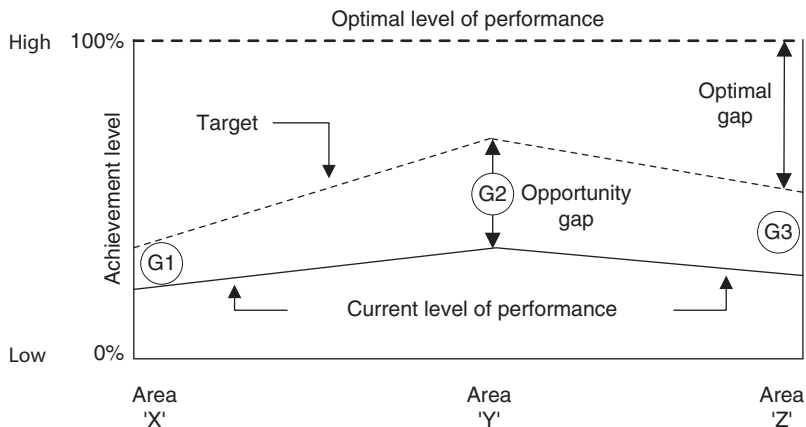 Optimal level of performance
High 100%
Optimal
gap
Target
Achievement level
G2 Opportunity
gap
G3
G1
Current level of performance
Low 0%
Area
'X'
Area
'Y'
Area
'Z'